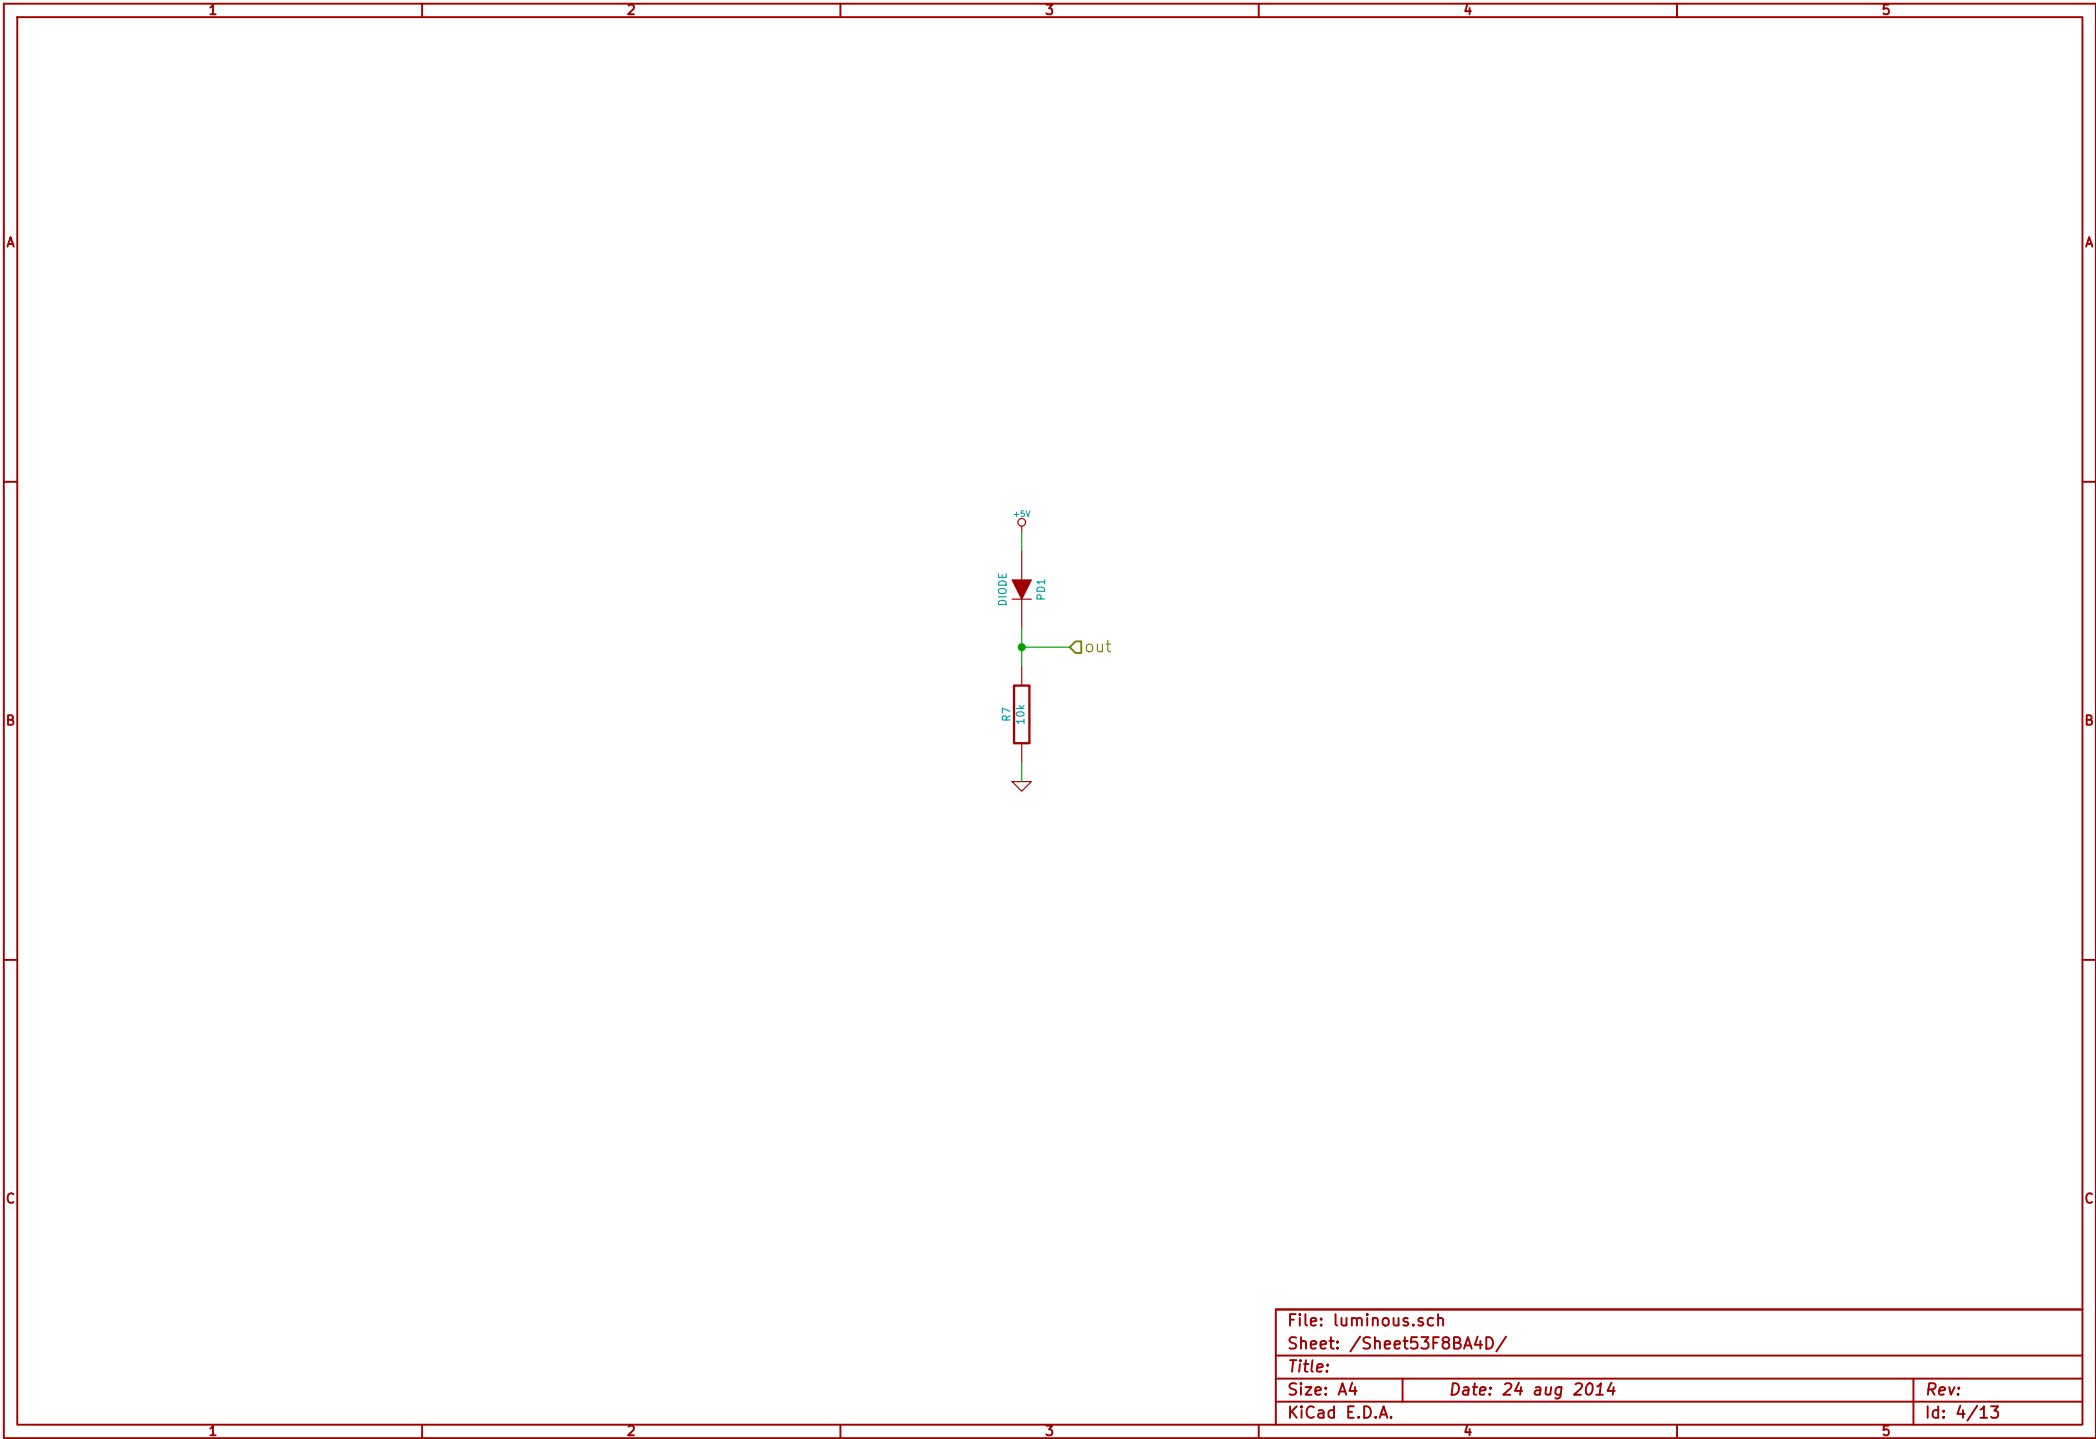 1 2 3 4 5
A A
+5V
DIODE PD1
out
R7 10k
B B
C C
File: luminous.sch
Sheet: /Sheet53F8BA4D/
Title:
Size: A4 Date: 24 aug 2014 Rev:
KiCad E.D.A. Id: 4/13
1 2 3 4 5